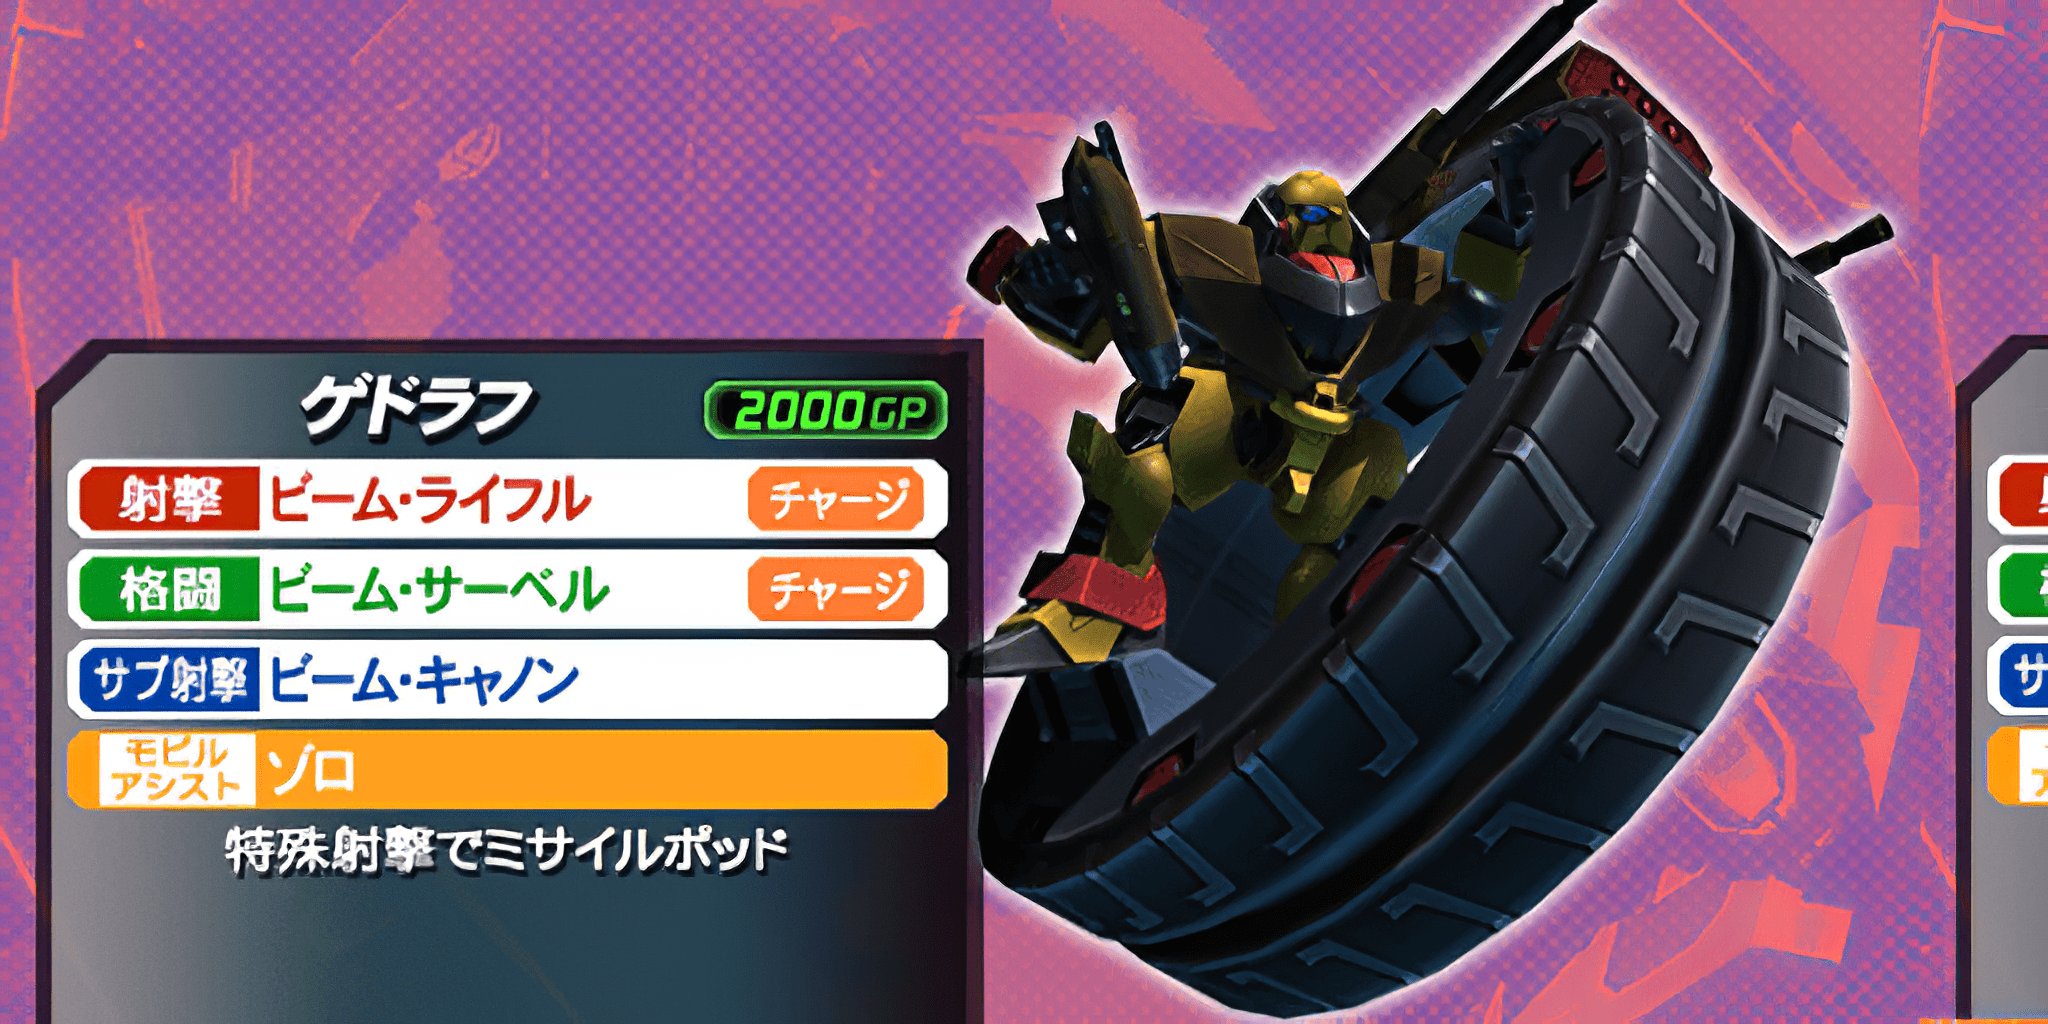 ゲドラフ 2000GP
射撃 ビーム・ライフル チャージ
格闘 ビーム・サーベル チャージ
サブ射撃 ビーム・キャノン
モビルアシスト ゾロ
特殊射撃でミサイルポッド
サ